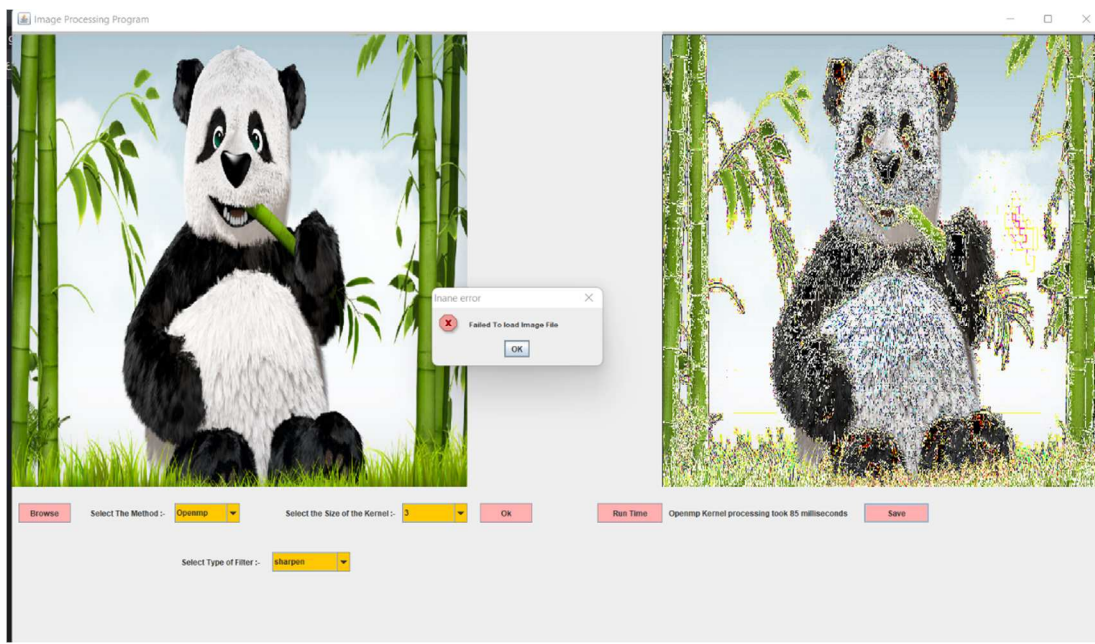 Image Processing Program
Inane error
Failed To load Image File
OK
Browse
Select The Method :-
Openmp
Select the Size of the Kernel :-
3
Ok
Run Time
Openmp Kernel processing took 85 milliseconds
Save
Select Type of Filter :-
sharpen